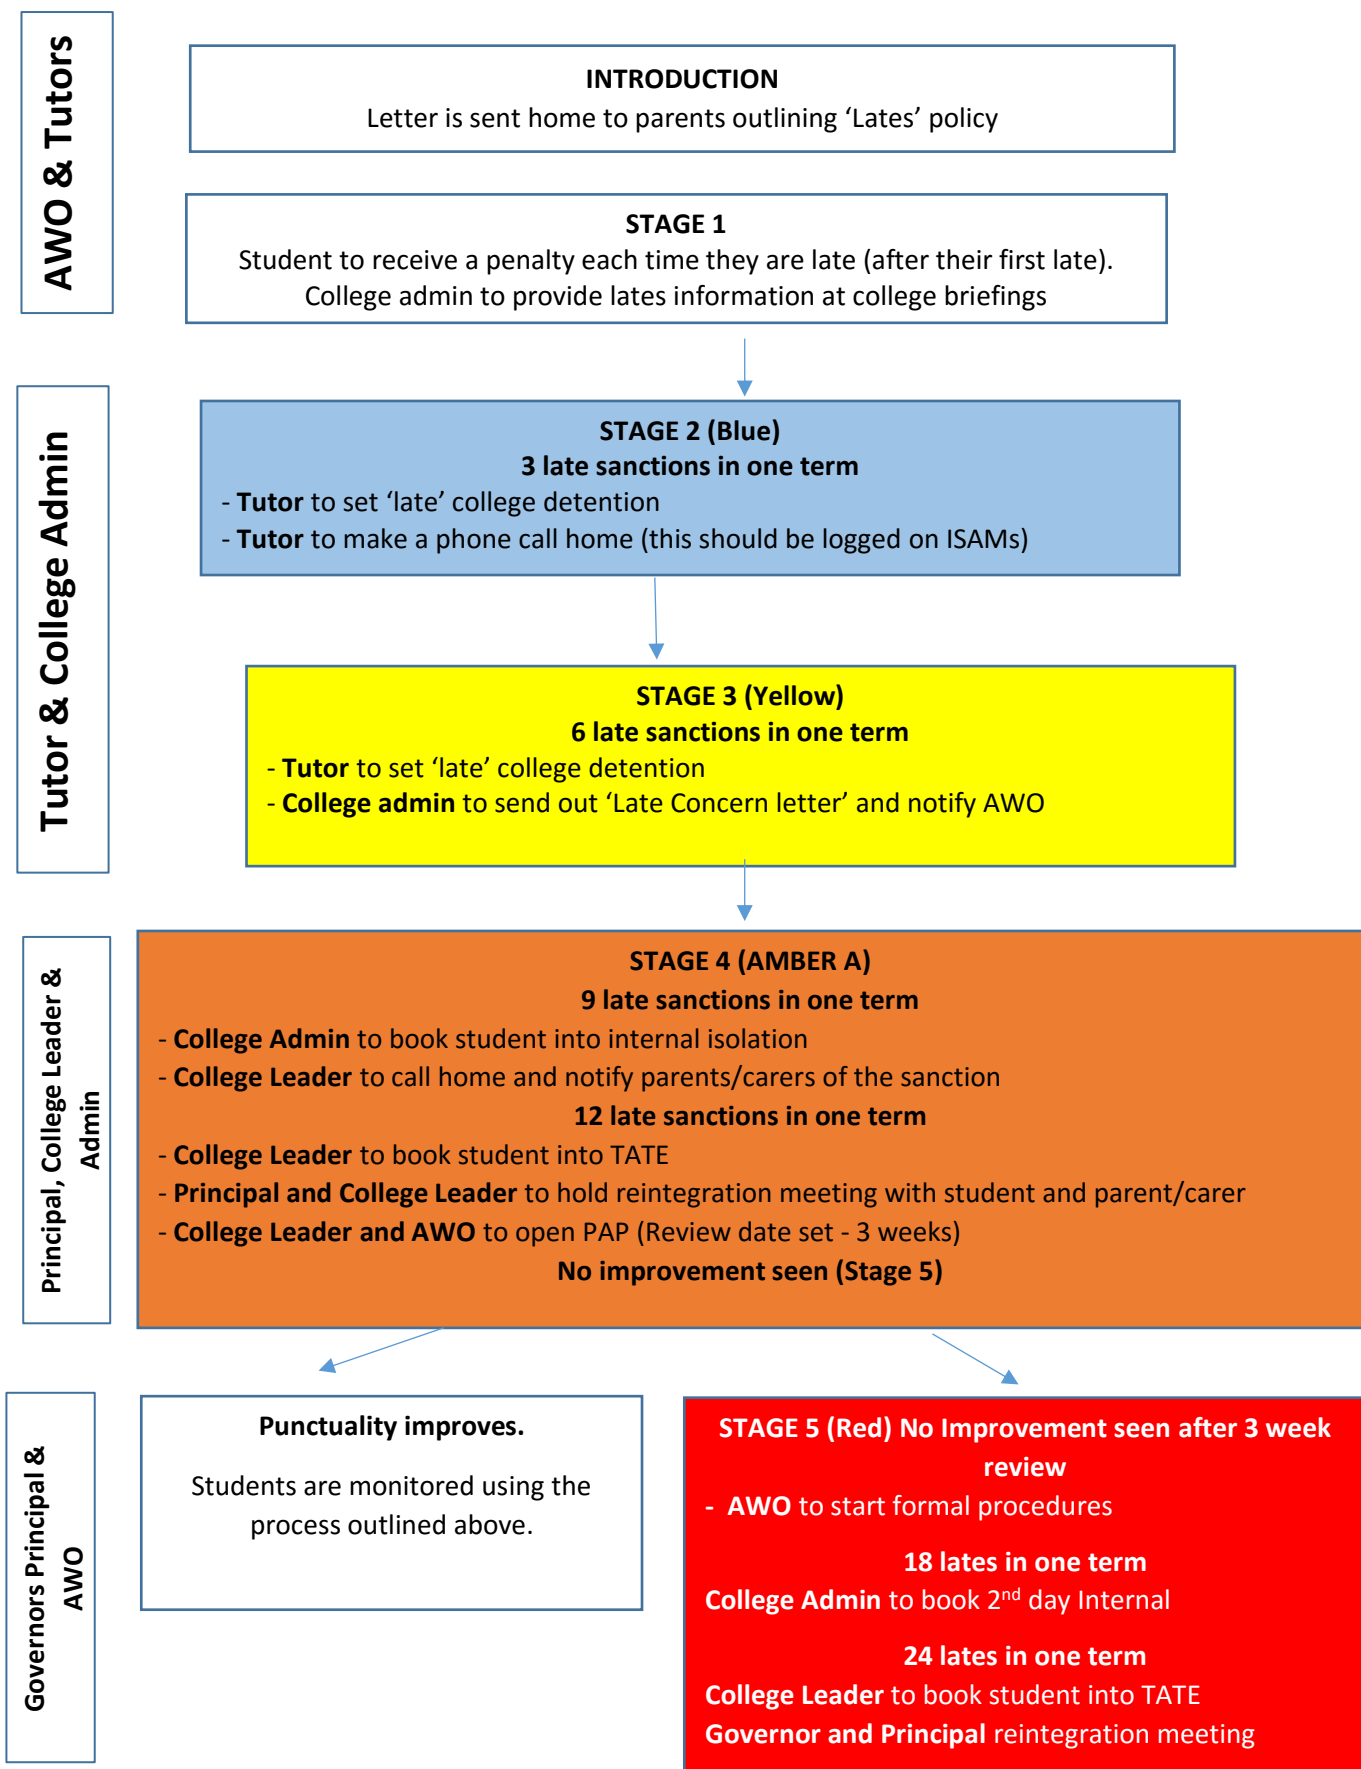 AWO & Tutors
INTRODUCTION
Letter is sent home to parents outlining ‘Lates’ policy
STAGE 1
Student to receive a penalty each time they are late (after their first late).
College admin to provide lates information at college briefings
Tutor & College Admin
STAGE 2 (Blue)
3 late sanctions in one term
- Tutor to set ‘late’ college detention
- Tutor to make a phone call home (this should be logged on ISAMs)
STAGE 3 (Yellow)
6 late sanctions in one term
- Tutor to set ‘late’ college detention
- College admin to send out ‘Late Concern letter’ and notify AWO
Principal, College Leader &
Admin
STAGE 4 (AMBER A)
9 late sanctions in one term
- College Admin to book student into internal isolation
- College Leader to call home and notify parents/carers of the sanction
12 late sanctions in one term
- College Leader to book student into TATE
- Principal and College Leader to hold reintegration meeting with student and parent/carer
- College Leader and AWO to open PAP (Review date set - 3 weeks)
No improvement seen (Stage 5)
Governors Principal &
AWO
Punctuality improves.
Students are monitored using the
process outlined above.
STAGE 5 (Red) No Improvement seen after 3 week
review
- AWO to start formal procedures
18 lates in one term
College Admin to book 2nd day Internal
24 lates in one term
College Leader to book student into TATE
Governor and Principal reintegration meeting